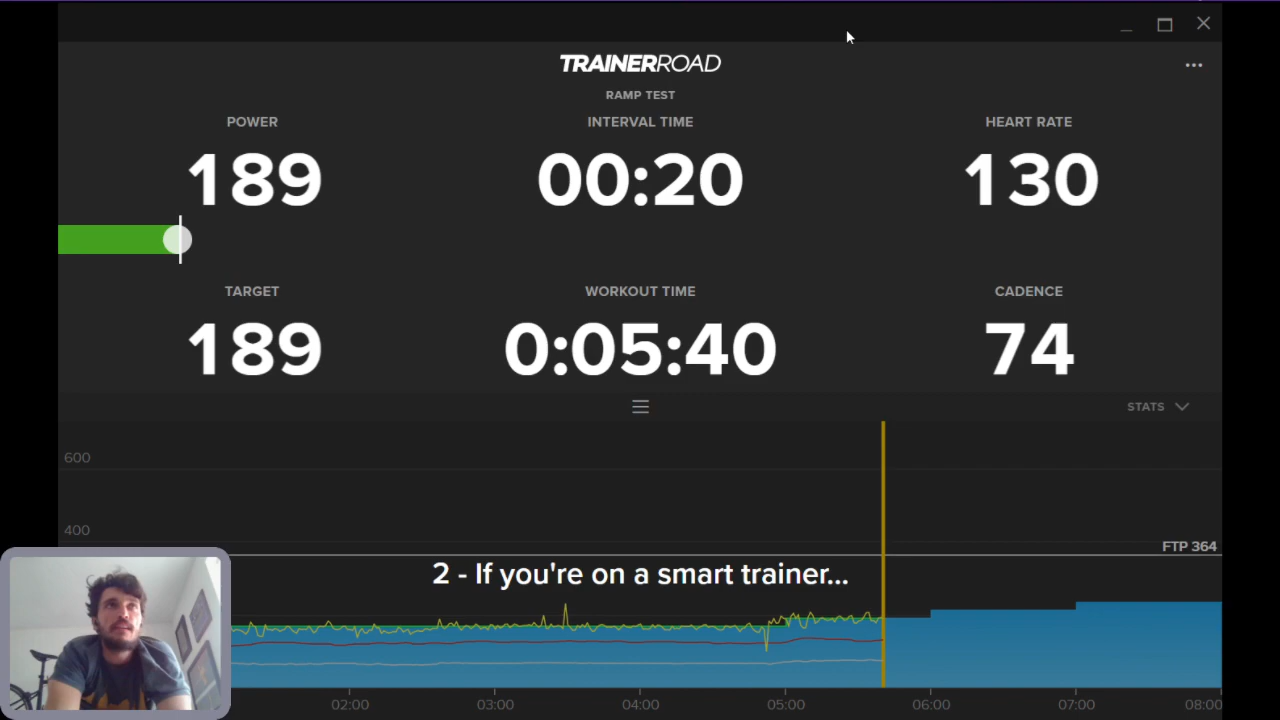 TRAINERROAD
RAMP TEST
POWER INTERVAL TIME HEART RATE
189 00:20 130
TARGET WORKOUT TIME CADENCE
189 0:05:40 74
STATS
600
400
FTP 364
2 - If you're on a smart trainer...
02:00 03:00 04:00 05:00 06:00 07:00 08:00